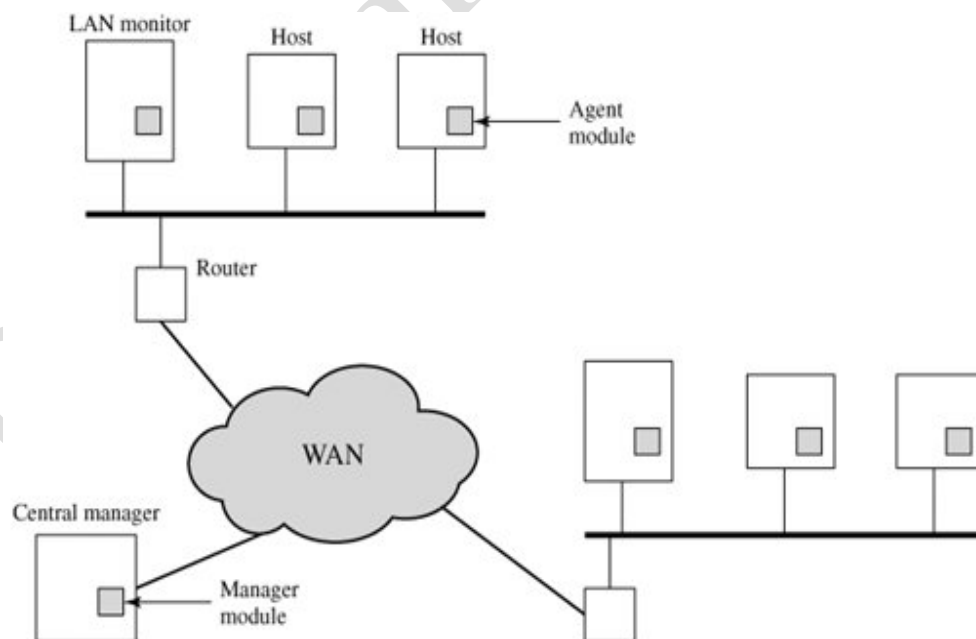 LAN monitor
Host
Host
Agent
module
Router
WAN
Central manager
Manager
module